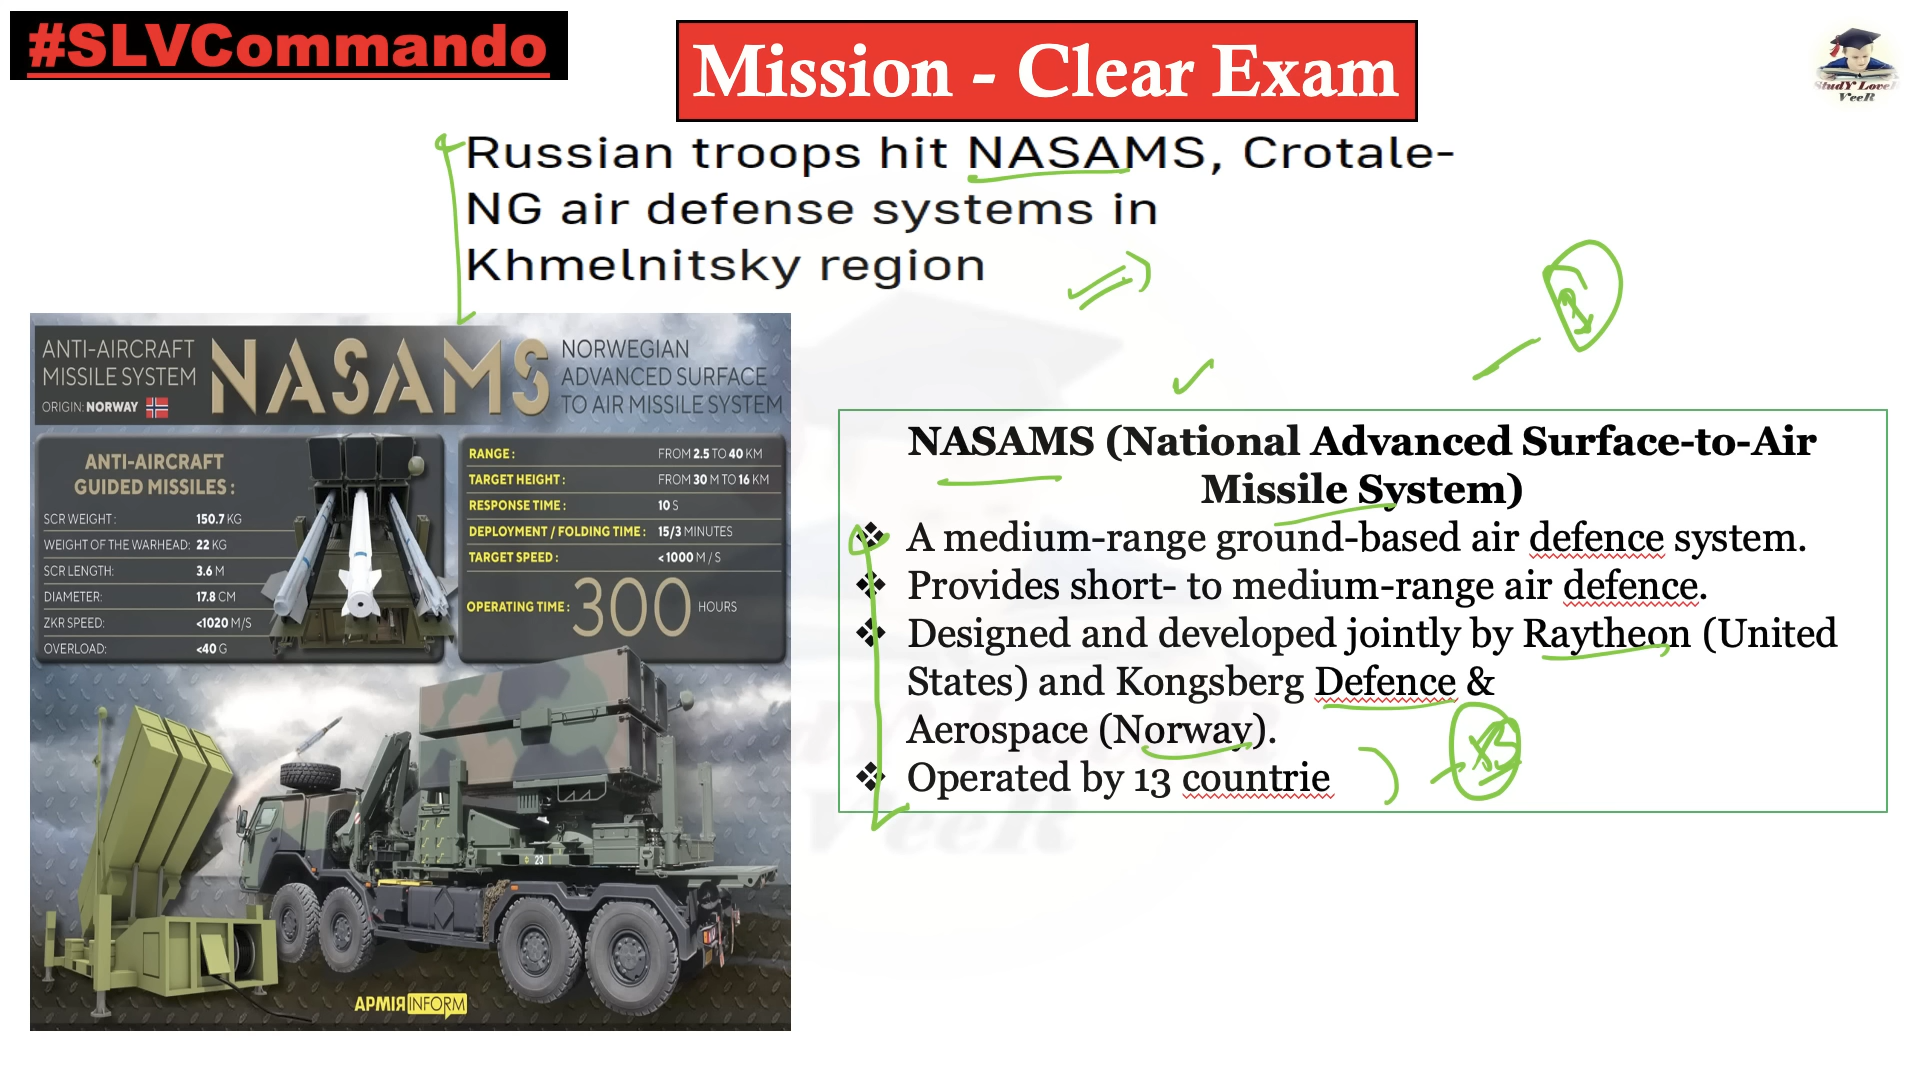 #SLVCommando
Mission - Clear Exam
StudY LoveR
VeeR
Russian troops hit NASAMS, Crotale-
NG air defense systems in
Khmelnitsky region
ANTI-AIRCRAFT
MISSILE SYSTEM
ORIGIN: NORWAY
NASAMS
NORWEGIAN
ADVANCED SURFACE
TO AIR MISSILE SYSTEM
ANTI-AIRCRAFT
GUIDED MISSILES :
SCR WEIGHT : 150.7 KG
WEIGHT OF THE WARHEAD: 22 KG
SCR LENGTH: 3.6 M
DIAMETER: 17.8 CM
ZKR SPEED: <1020 M/S
OVERLOAD: <40 G
RANGE : FROM 2.5 TO 40 KM
TARGET HEIGHT : FROM 30 M TO 16 KM
RESPONSE TIME : 10 S
DEPLOYMENT / FOLDING TIME : 15/3 MINUTES
TARGET SPEED : < 1000 M / S
OPERATING TIME : 300 HOURS
23
АРМІЯ INFORM
NASAMS (National Advanced Surface-to-Air
Missile System)
❖ A medium-range ground-based air defence system.
❖ Provides short- to medium-range air defence.
❖ Designed and developed jointly by Raytheon (United
States) and Kongsberg Defence &
Aerospace (Norway).
❖ Operated by 13 countrie